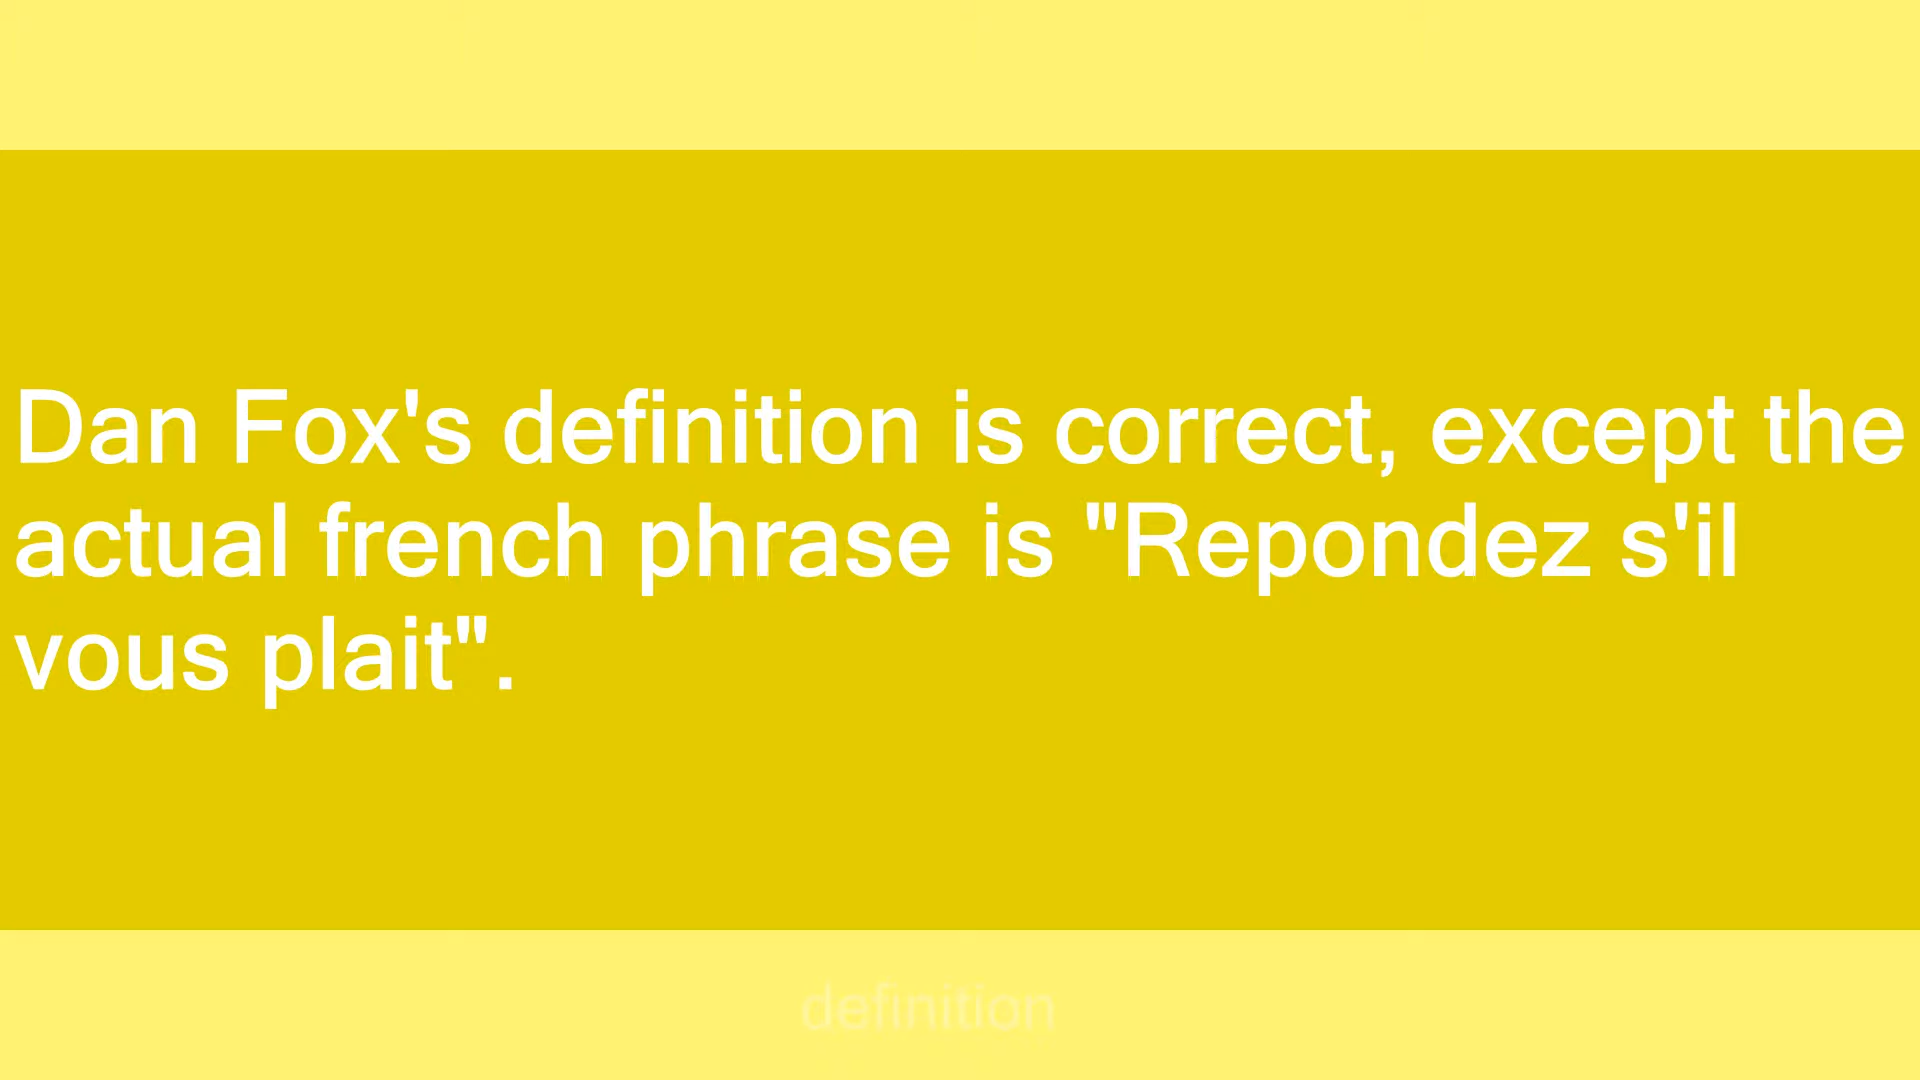 Dan Fox's definition is correct, except the
actual french phrase is "Repondez s'il
vous plait".
definition